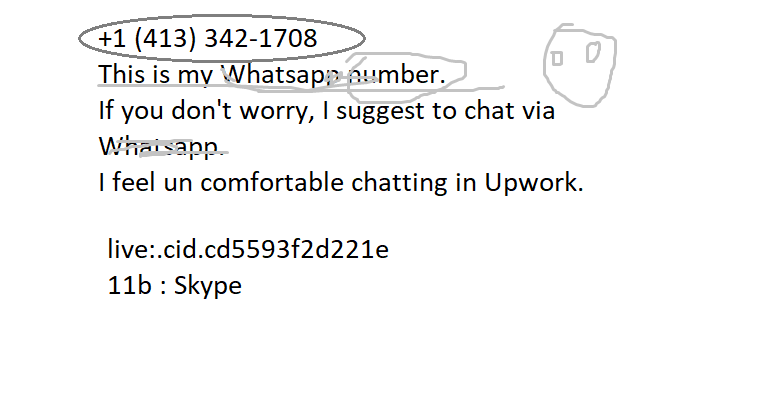 +1 (413) 342-1708
This is my Whatsapp number.
If you don't worry, I suggest to chat via
Whatsapp.
I feel un comfortable chatting in Upwork.
live:.cid.cd5593f2d221e
11b : Skype